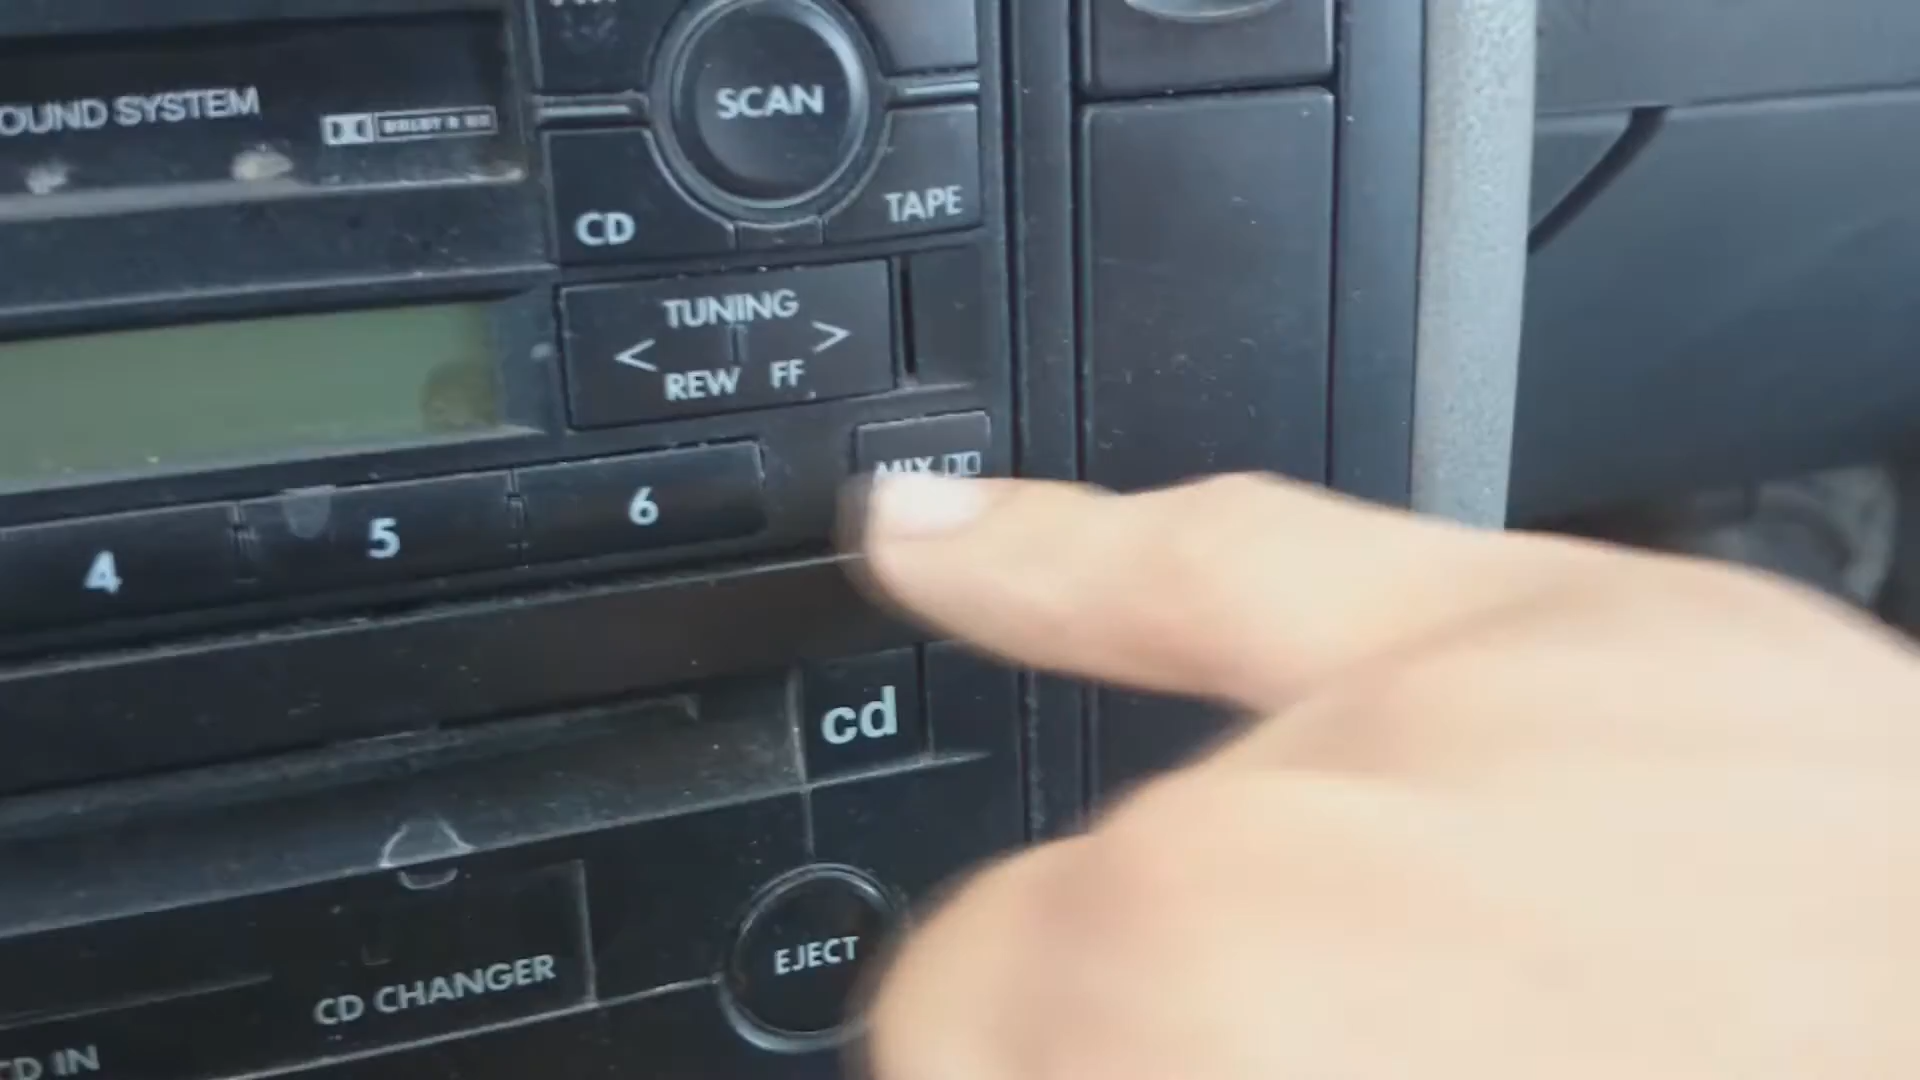 OUND SYSTEM
SCAN
CD
TAPE
TUNING
< >
REW FF
MIX
4
5
6
cd
EJECT
CD CHANGER
CD IN